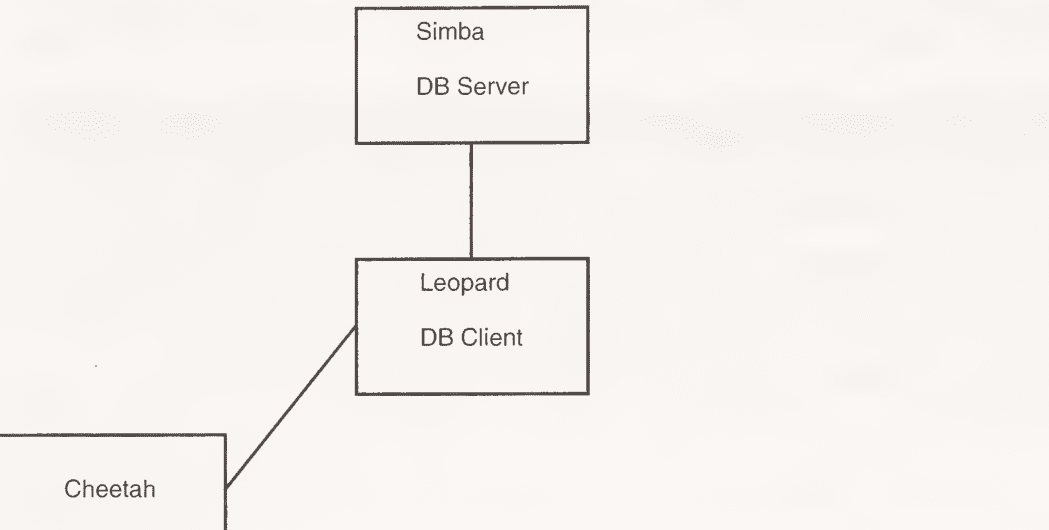 Simba
DB Server
Leopard
DB Client
Cheetah